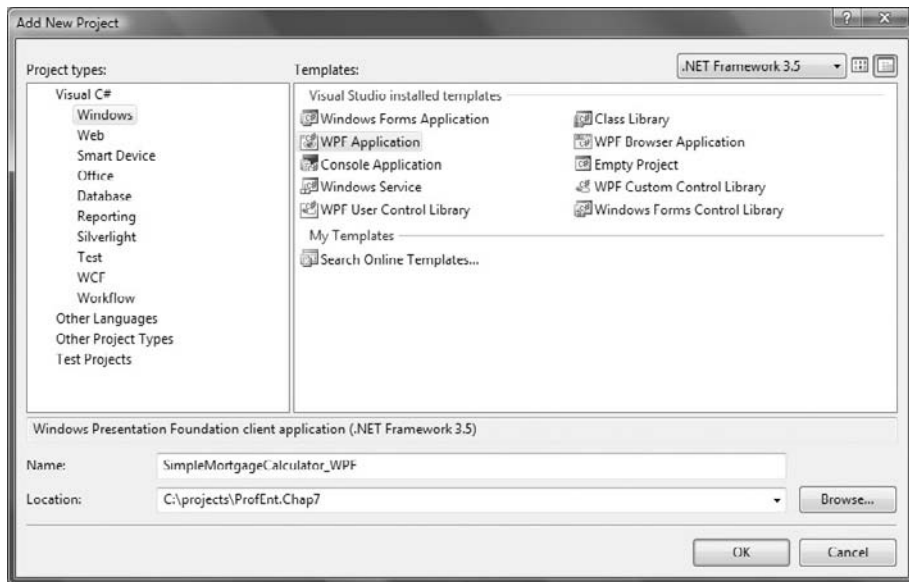 Add New Project
Project types:
Templates:
.NET Framework 3.5
Visual C#
Windows
Web
Smart Device
Office
Database
Reporting
Silverlight
Test
WCF
Workflow
Other Languages
Other Project Types
Test Projects
Visual Studio installed templates
Windows Forms Application
WPF Application
Console Application
Windows Service
WPF User Control Library
Class Library
WPF Browser Application
Empty Project
WPF Custom Control Library
Windows Forms Control Library
My Templates
Search Online Templates...
Windows Presentation Foundation client application (.NET Framework 3.5)
Name:
SimpleMortgageCalculator_WPF
Location:
C:\projects\ProfEnt.Chap7
Browse...
OK
Cancel